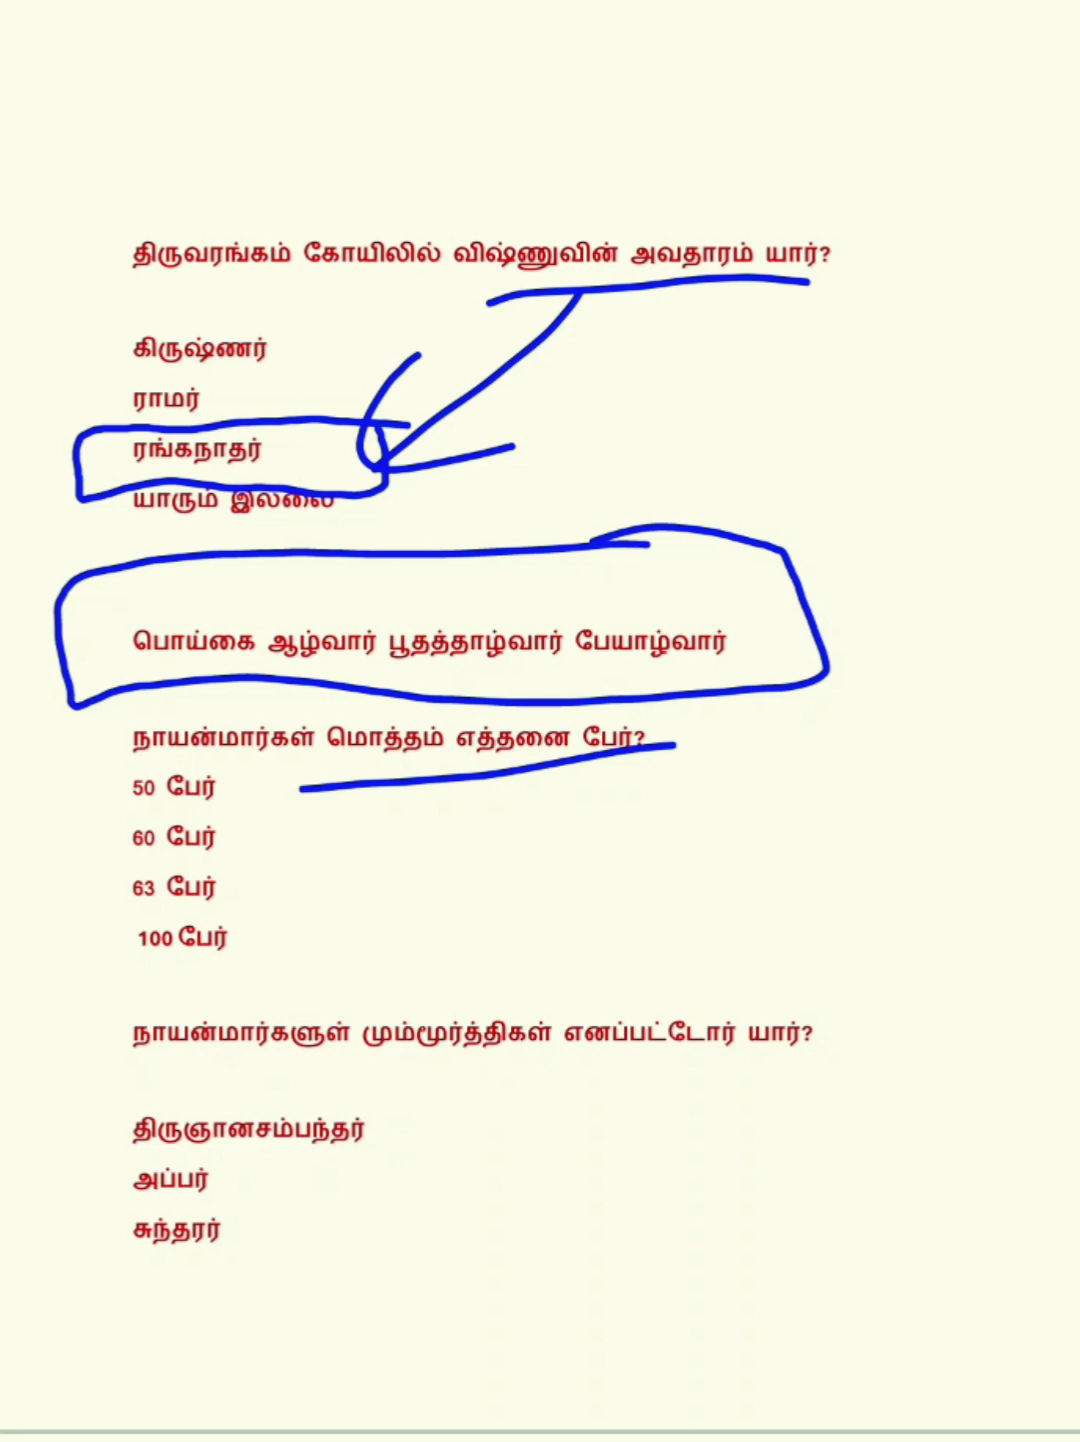 திருவரங்கம் கோயிலில் விஷ்ணுவின் அவதாரம் யார்?
கிருஷ்ணர்
ராமர்
ரங்கநாதர்
யாரும் இல்லை
பொய்கை ஆழ்வார் பூதத்தாழ்வார் பேயாழ்வார்
நாயன்மார்கள் மொத்தம் எத்தனை பேர்?
50 பேர்
60 பேர்
63 பேர்
100 பேர்
நாயன்மார்களுள் மும்மூர்த்திகள் எனப்பட்டோர் யார்?
திருஞானசம்பந்தர்
அப்பர்
சுந்தரர்